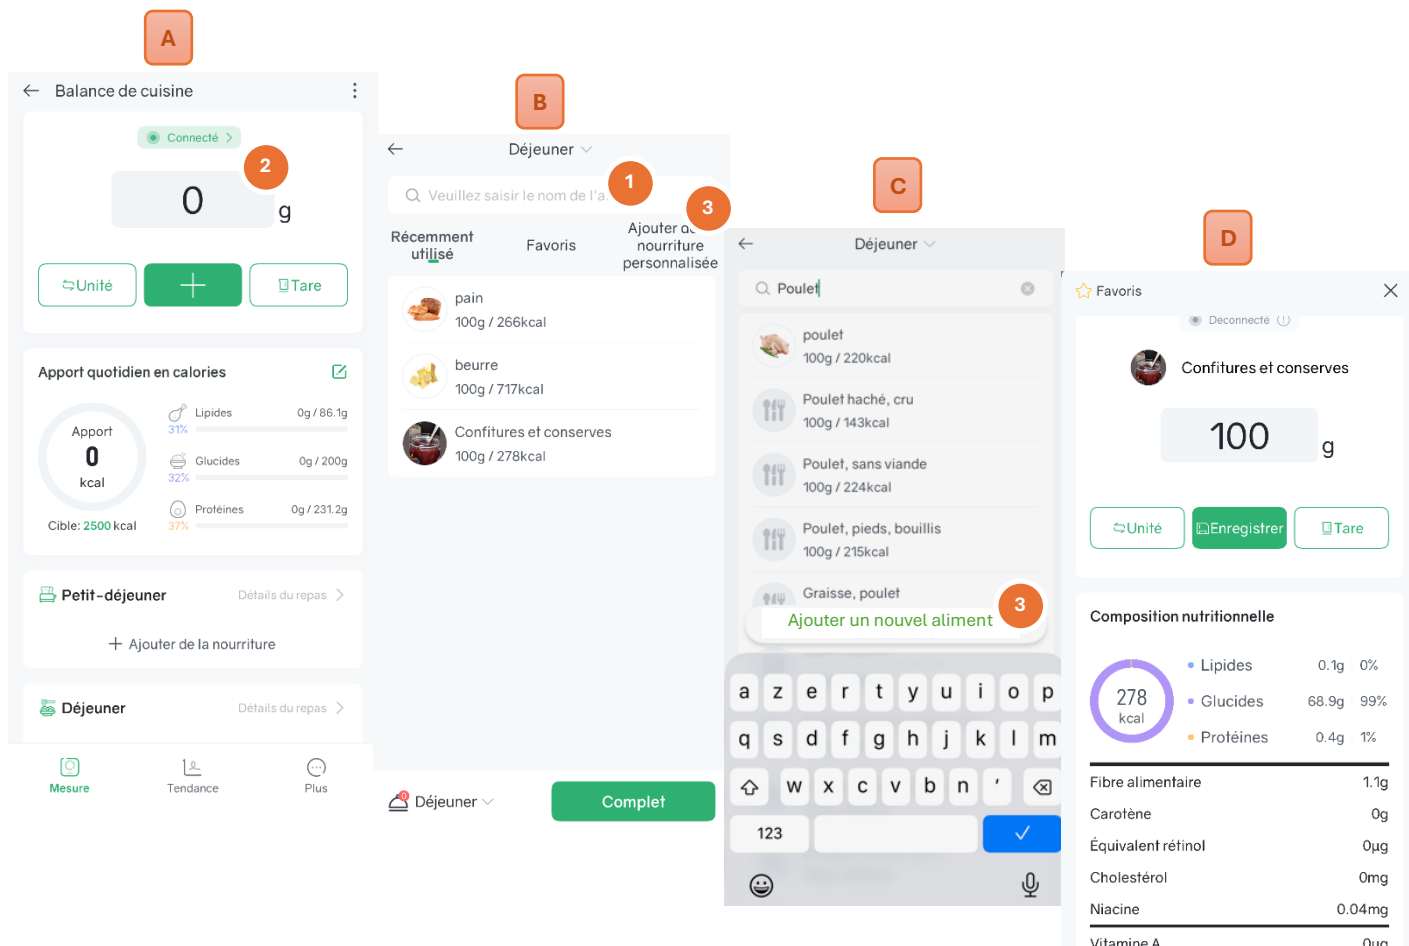 A
Balance de cuisine
Connecté
2
0
g
Unité
Tare
Apport quotidien en calories
Apport
0
kcal
Cible: 2500 kcal
Lipides
0g / 86.1g
31%
Glucides
0g / 200g
32%
Protéines
0g / 231.2g
37%
Petit-déjeuner
Détails du repas
Ajouter de la nourriture
Déjeuner
Détails du repas
Mesure
Tendance
Plus
B
Déjeuner
Veuillez saisir le nom de l'a
1
3
Récemment
utilisé
Favoris
Ajouter
nourriture
personnalisée
pain
100g / 266kcal
beurre
100g / 717kcal
Confitures et conserves
100g / 278kcal
0
Déjeuner
Complet
C
Déjeuner
Poulet
poulet
100g / 220kcal
Poulet haché, cru
100g / 143kcal
Poulet, sans viande
100g / 224kcal
Poulet, pieds, bouillis
100g / 215kcal
Graisse, poulet
3
Ajouter un nouvel aliment
a z e r t y u i o p
q s d f g h j k l m
w x c v b n '
123
D
Favoris
Déconnecté
Confitures et conserves
100
g
Unité
Enregistrer
Tare
Composition nutritionnelle
278
kcal
Lipides 0.1g 0%
Glucides 68.9g 99%
Protéines 0.4g 1%
Fibre alimentaire 1.1g
Carotène 0g
Équivalent rétinol 0µg
Cholestérol 0mg
Niacine 0.04mg
Vitamine A 0µg